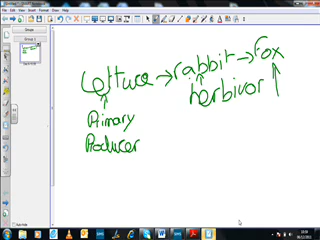 Lettuce → rabbit → Fox
herbivor
Primary
Producer